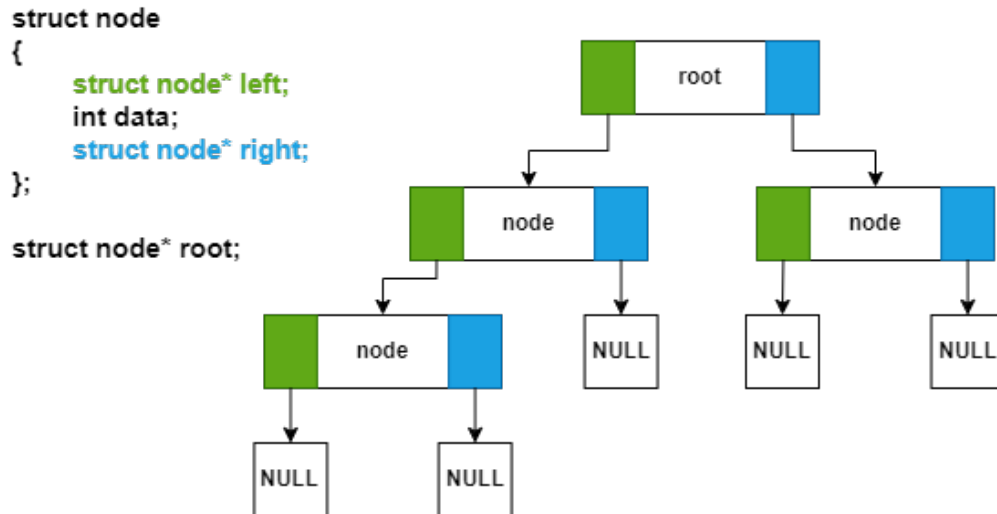 struct node
{
struct node* left;
int data;
struct node* right;
};
struct node* root;
root
node
node
node
NULL
NULL
NULL
NULL
NULL